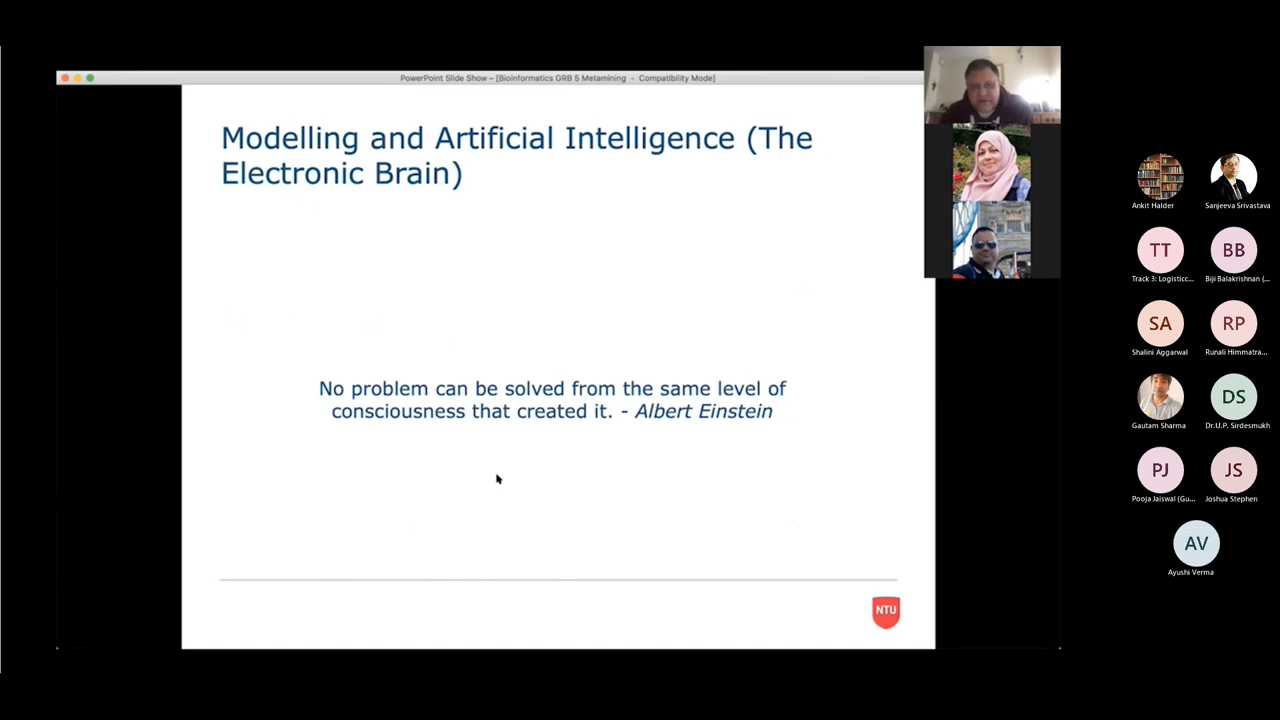 PowerPoint Slide Show – [Bioinformatics GRB 5 Metamining - Compatibility Mode]
Modelling and Artificial Intelligence (The
Electronic Brain)
No problem can be solved from the same level of
consciousness that created it. - Albert Einstein
NTU
Ankit Halder
Sanjeeva Srivastava
TT
Track 3: Logisticc...
BB
Biji Balakrishnan (...
SA
Shalini Aggarwal
RP
Runali Himmatra...
Gautam Sharma
DS
Dr.U.P. Sirdesmukh
PJ
Pooja Jaiswal (Gu...
JS
Joshua Stephen
AV
Ayushi Verma